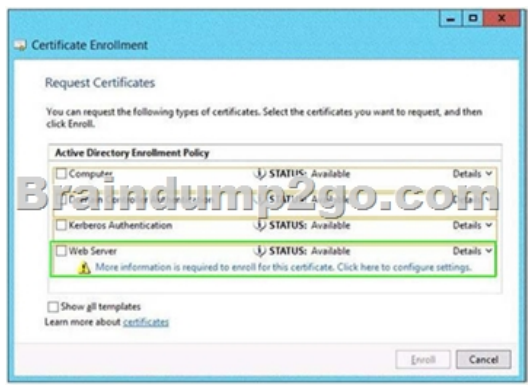 Certificate Enrollment
Request Certificates
You can request the following types of certificates. Select the certificates you want to request, and then
click Enroll.
Active Directory Enrollment Policy
Computer STATUS: Available Details
Braindump2go.com
STATUS: Available Details
Kerberos Authentication STATUS: Available Details
Web Server STATUS: Available Details
More information is required to enroll for this certificate. Click here to configure settings.
Show all templates
Learn more about certificates
Enroll Cancel